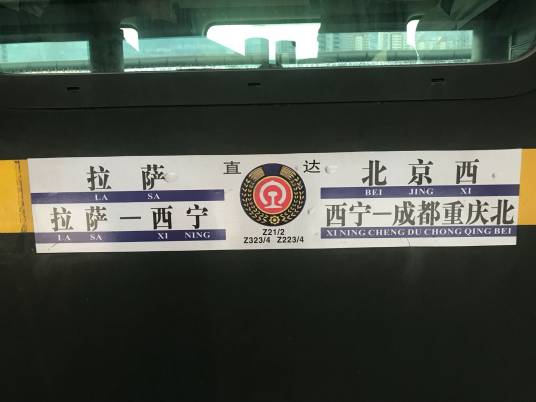 拉萨 直达 北京西
LA SA BEI JING XI
拉萨—西宁 西宁—成都重庆北
LA SA XI NING XI NING CHENG DU CHONG QING BEI
Z21/2
Z323/4 Z223/4